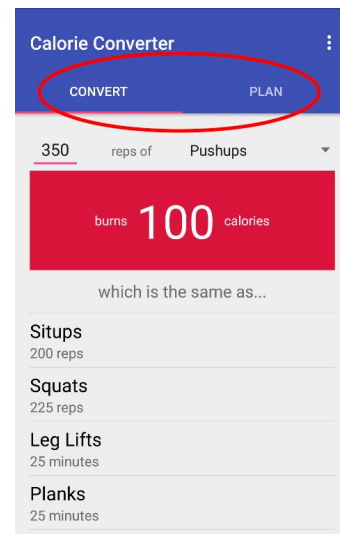 Calorie Converter
CONVERT PLAN
350 reps of Pushups
burns 100 calories
which is the same as...
Situps
200 reps
Squats
225 reps
Leg Lifts
25 minutes
Planks
25 minutes